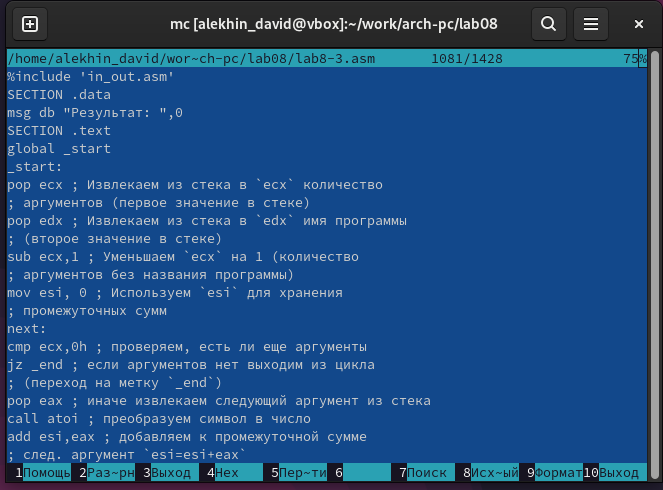 mc [alekhin_david@vbox]:~/work/arch-pc/lab08
/home/alekhin_david/wor~ch-pc/lab08/lab8-3.asm 1081/1428 75%
%include 'in_out.asm'
SECTION .data
msg db "Результат: ",0
SECTION .text
global _start
_start:
pop ecx ; Извлекаем из стека в `ecx` количество
; аргументов (первое значение в стеке)
pop edx ; Извлекаем из стека в `edx` имя программы
; (второе значение в стеке)
sub ecx,1 ; Уменьшаем `ecx` на 1 (количество
; аргументов без названия программы)
mov esi, 0 ; Используем `esi` для хранения
; промежуточных сумм
next:
cmp ecx,0h ; проверяем, есть ли еще аргументы
jz _end ; если аргументов нет выходим из цикла
; (переход на метку `_end`)
pop eax ; иначе извлекаем следующий аргумент из стека
call atoi ; преобразуем символ в число
add esi,eax ; добавляем к промежуточной сумме
; след. аргумент `esi=esi+eax`
1Помощь 2Раз~рн 3Выход 4Hex 5Пер~ти 6 7Поиск 8Исх~ый 9Формат 10Выход